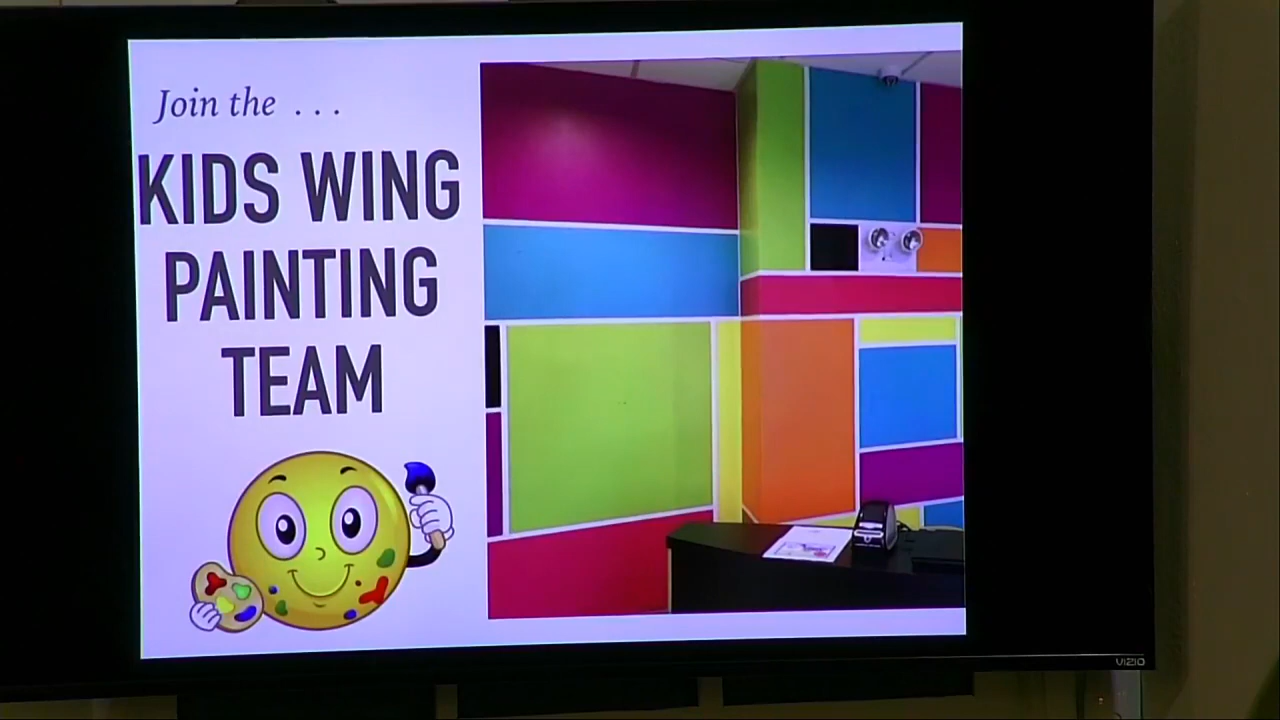 Join the . . .
KIDS WING
PAINTING
TEAM
VIZIO